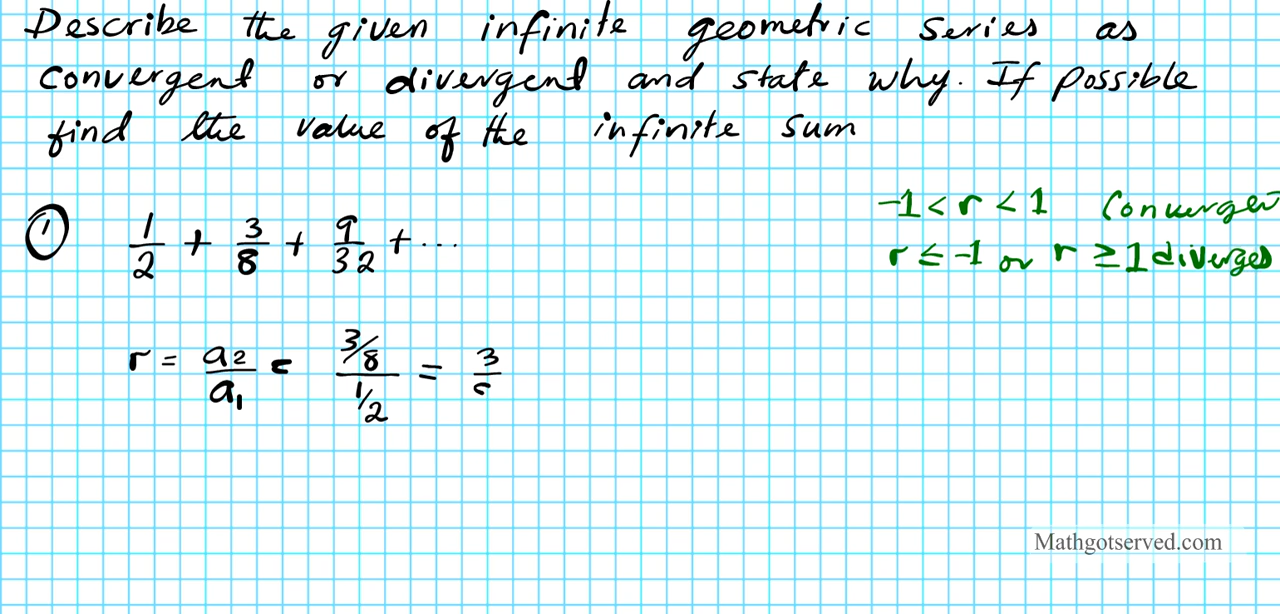 Describe the given infinite geometric series as
convergent or divergent and state why. If possible
find the value of the infinite sum
-1 < r < 1 Converges
① 1/2 + 3/8 + 9/32 + ...
r ≤ -1 or r ≥ 1 diverges
r = a₂/a₁ = (3/8)/(1/2) = 3/
Mathgotserved.com